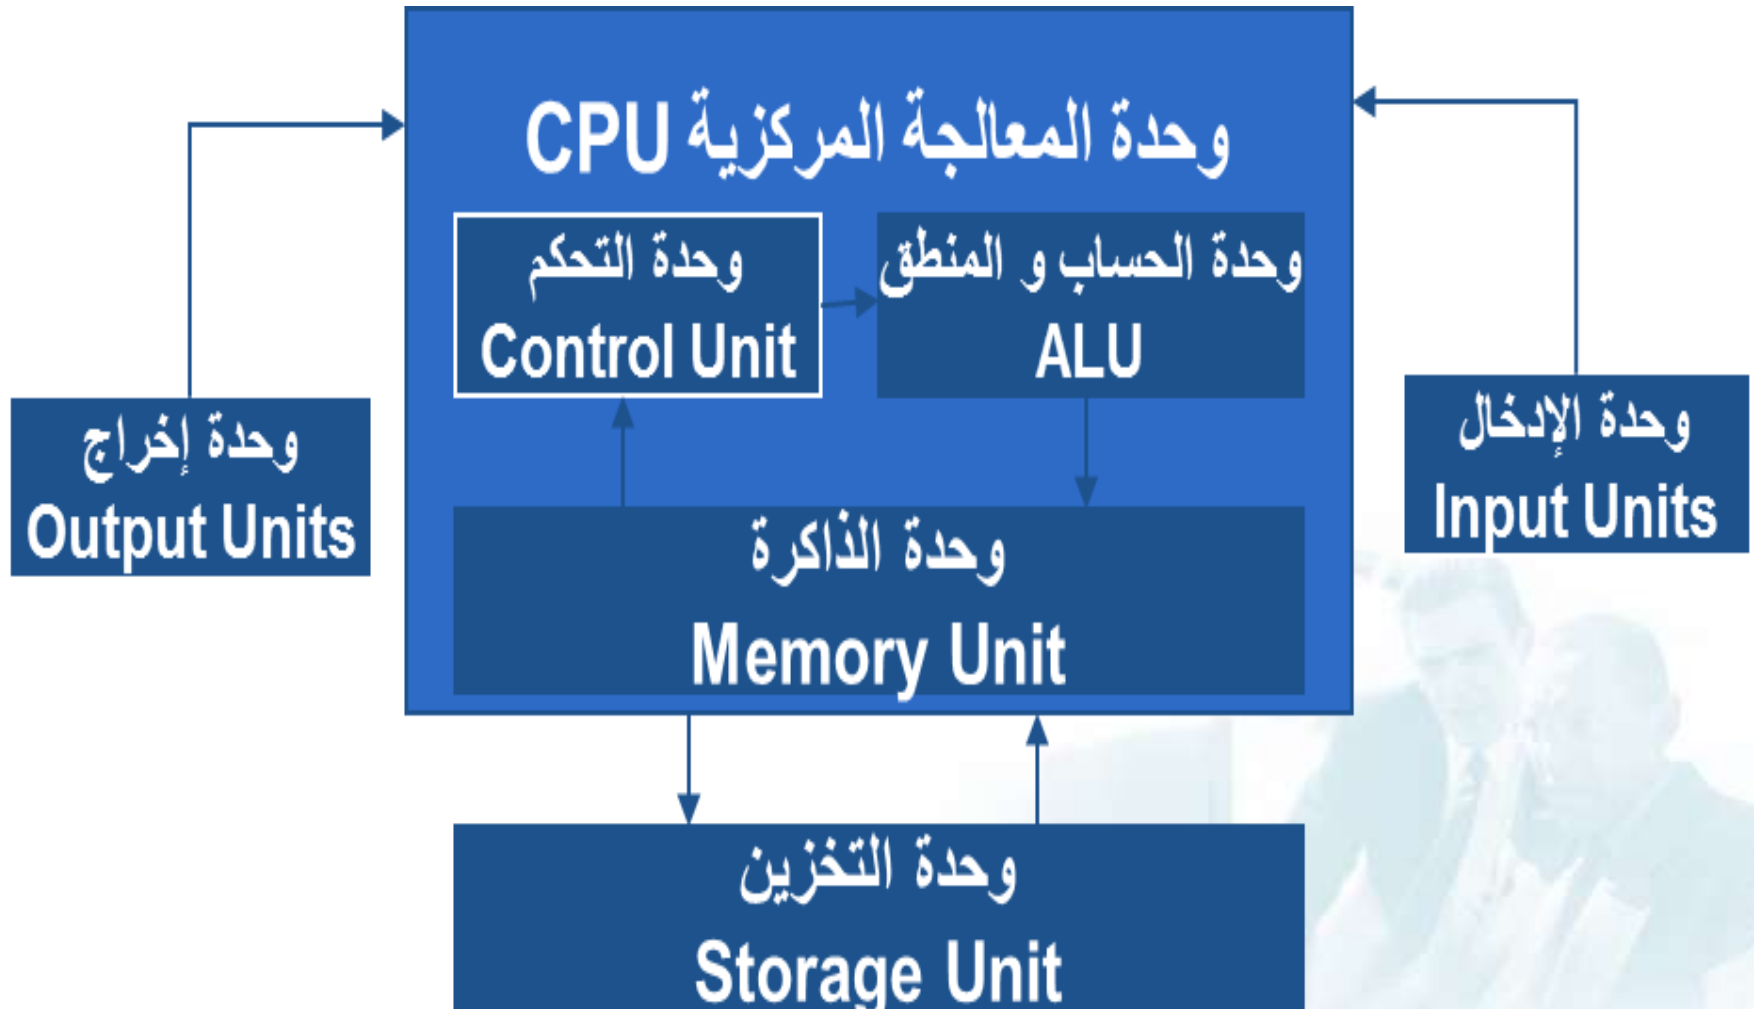 وحدة المعالجة المركزية CPU
وحدة التحكم
Control Unit
وحدة الحساب و المنطق
ALU
وحدة إخراج
Output Units
وحدة الإدخال
Input Units
وحدة الذاكرة
Memory Unit
وحدة التخزين
Storage Unit